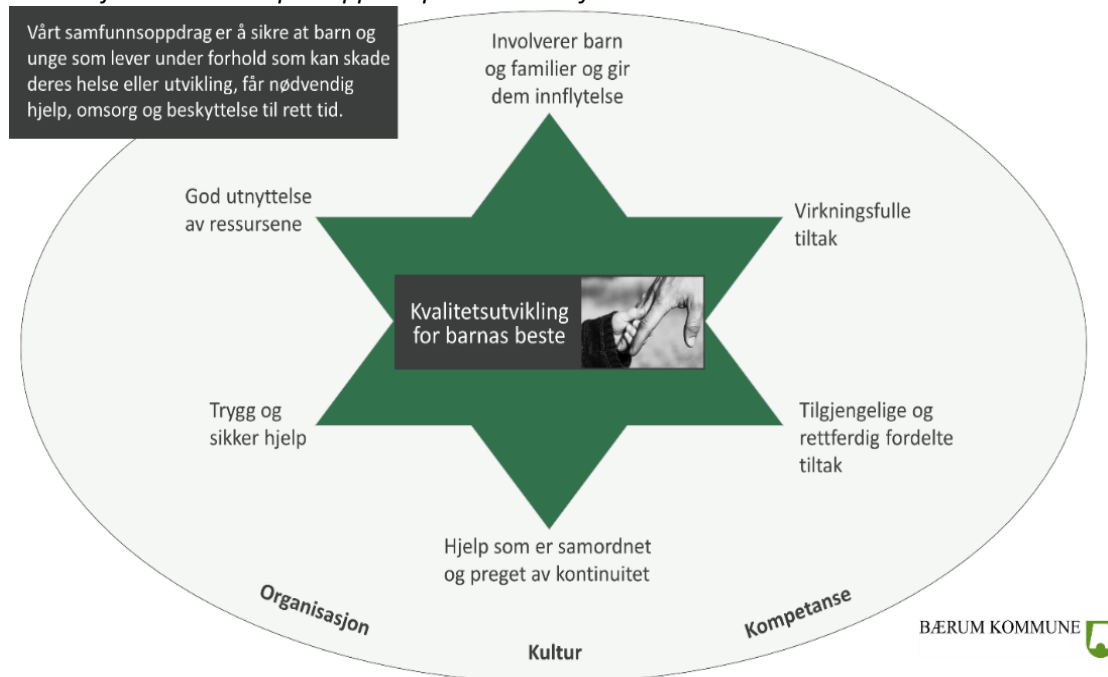 Vårt samfunnsoppdrag er å sikre at barn og
unge som lever under forhold som kan skade
deres helse eller utvikling, får nødvendig
hjelp, omsorg og beskyttelse til rett tid.
Involverer barn
og familier og gir
dem innflytelse
God utnyttelse
av ressursene
Virkningsfulle
tiltak
Kvalitetsutvikling
for barnas beste
Trygg og
sikker hjelp
Tilgjengelige og
rettferdig fordelte
tiltak
Hjelp som er samordnet
og preget av kontinuitet
Organisasjon
Kultur
Kompetanse
BÆRUM KOMMUNE